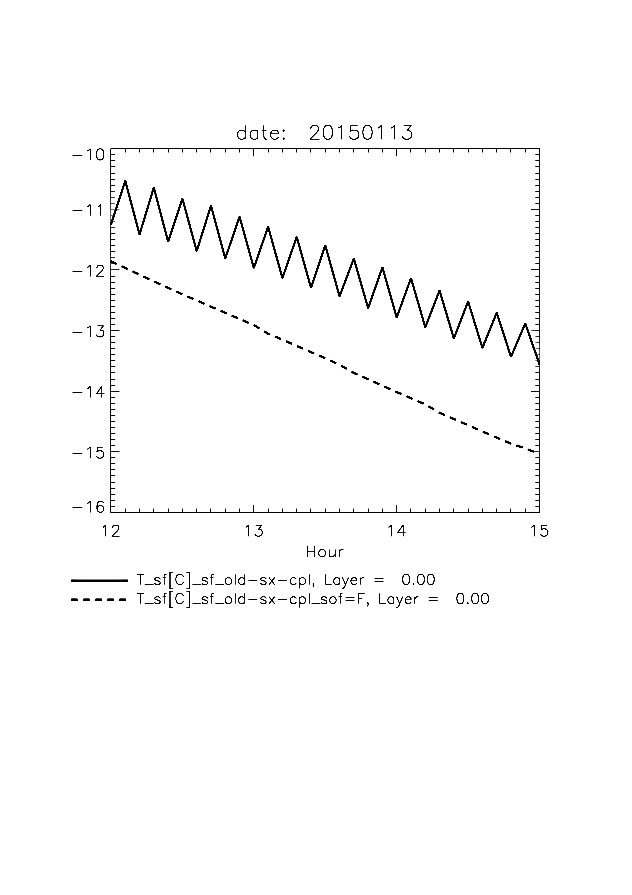 date: 20150113
-10
-11
-12
-13
-14
-15
-16
12 13 14 15
Hour
T_sf[C]_sf_old-sx-cpl, Layer = 0.00
T_sf[C]_sf_old-sx-cpl_sof=F, Layer = 0.00